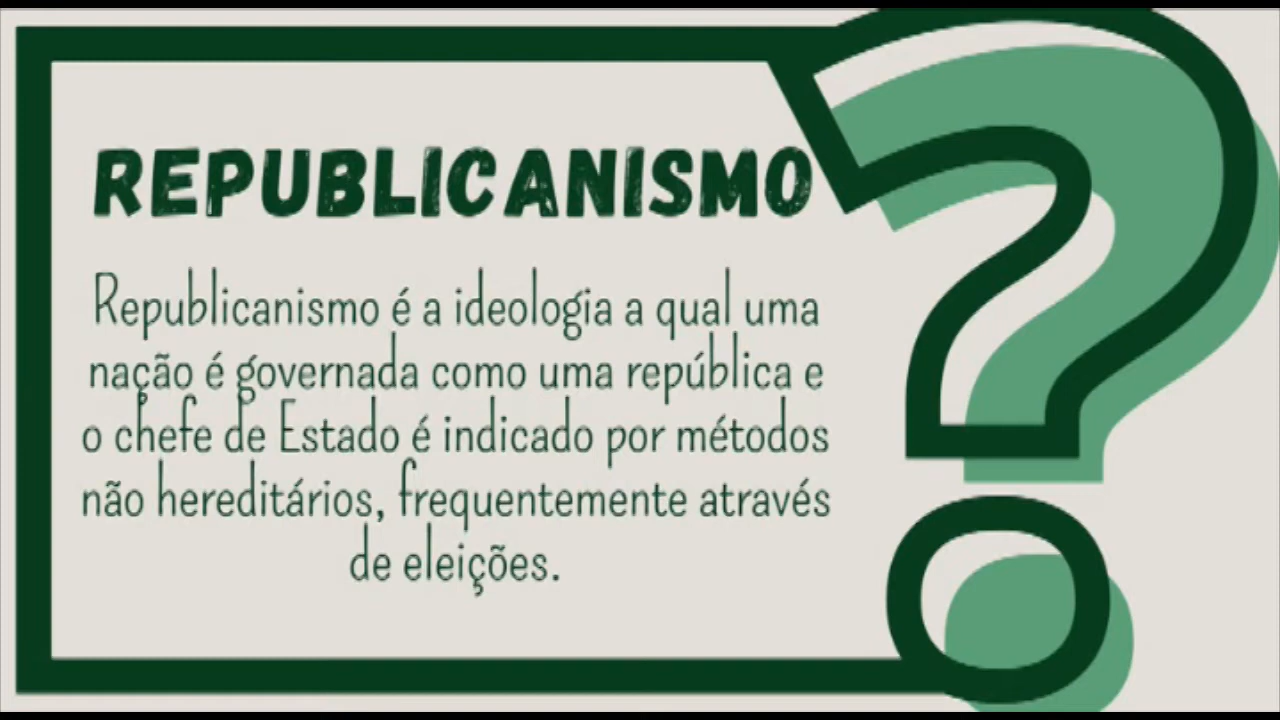 REPUBLICANISMO
Republicanismo é a ideologia a qual uma
nação é governada como uma república e
o chefe de Estado é indicado por métodos
não hereditários, frequentemente através
de eleições.
?